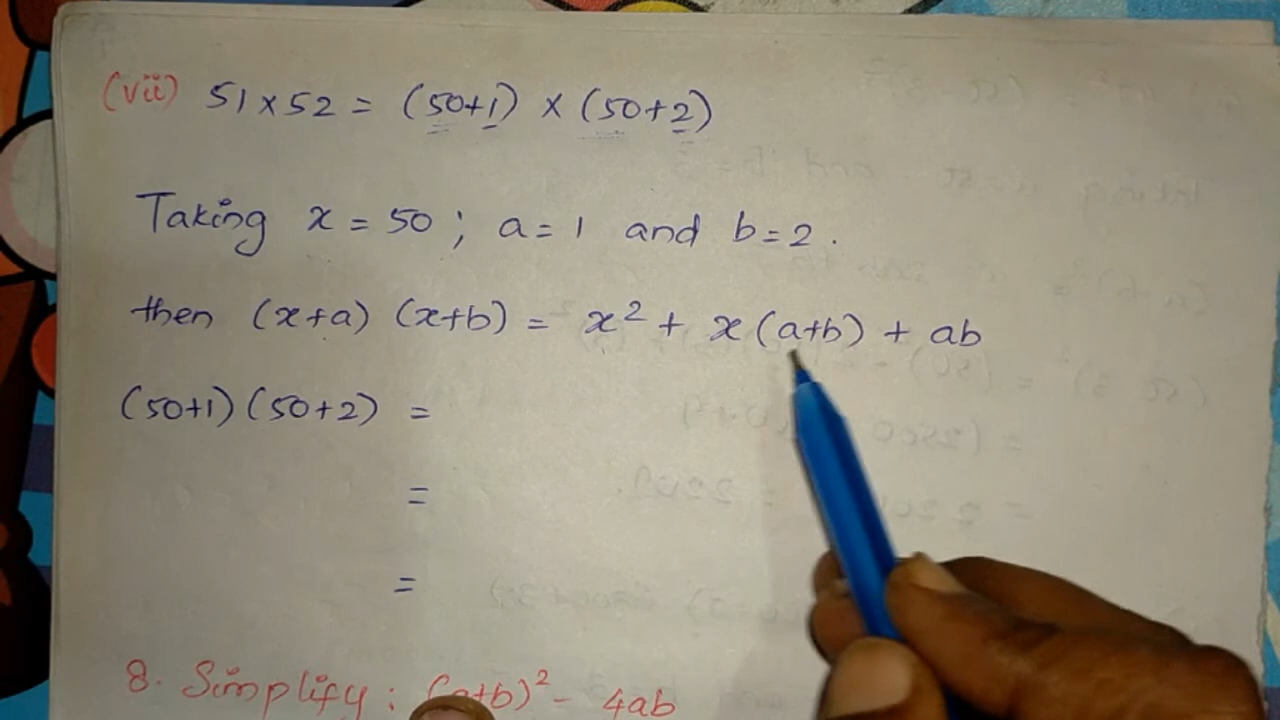 (vii) 51 x 52 = (50+1) x (50+2)
Taking x = 50 ; a = 1 and b = 2 .
then (x+a) (x+b) = x² + x (a+b) + ab
(50+1) (50+2) =
=
=
8. Simplify : (a+b)² - 4ab